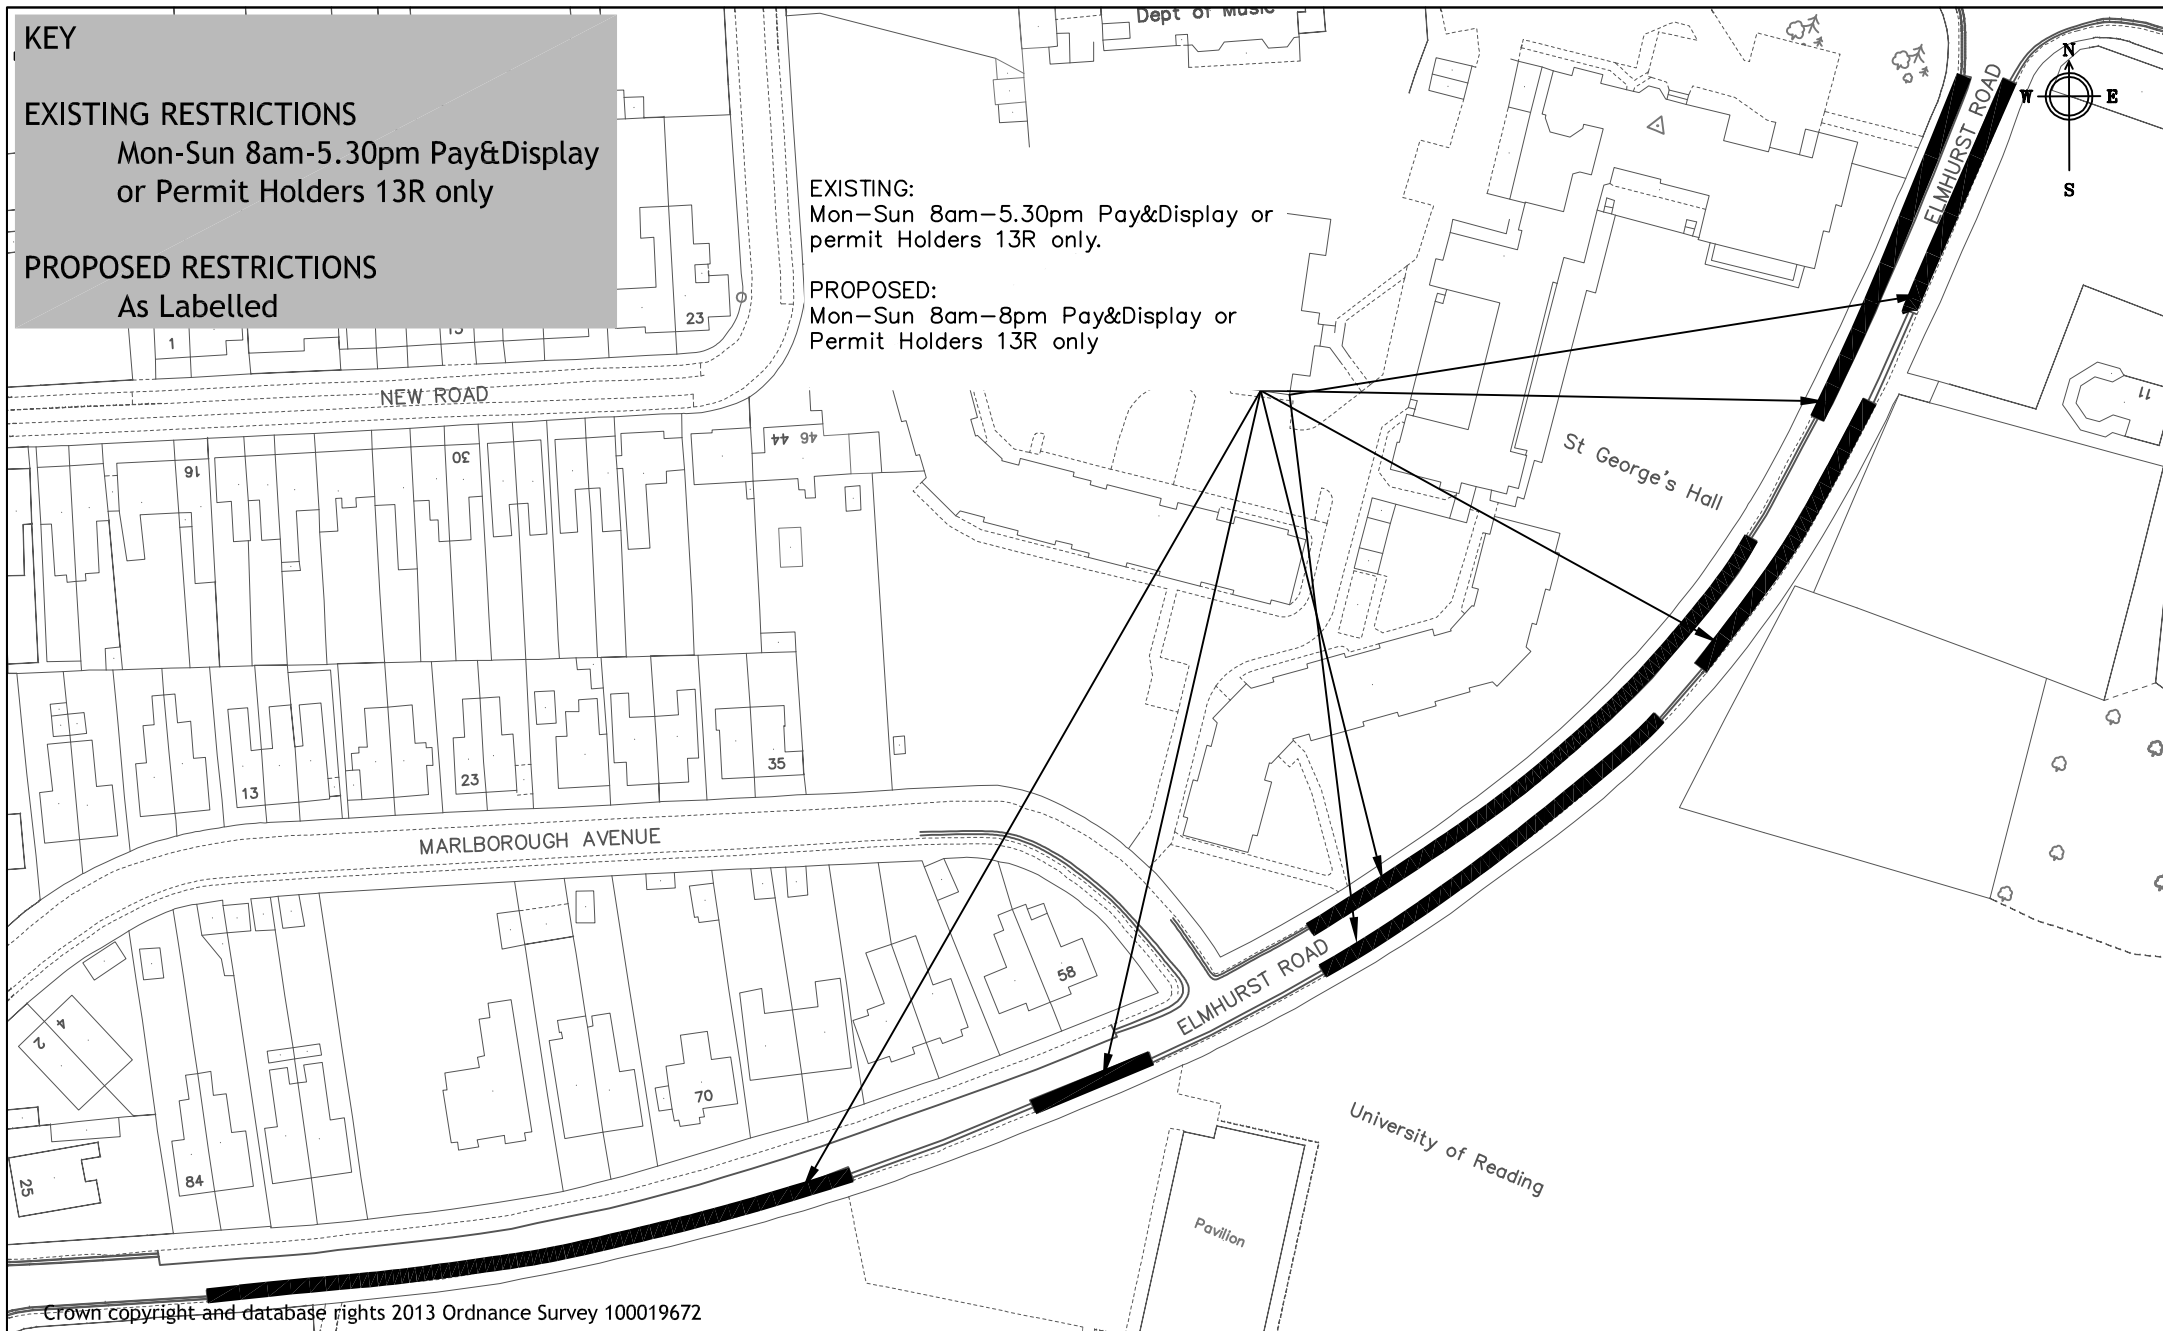 KEY
EXISTING RESTRICTIONS
Mon-Sun 8am-5.30pm Pay&Display
or Permit Holders 13R only
PROPOSED RESTRICTIONS
As Labelled
Dept of Music
EXISTING:
Mon-Sun 8am-5.30pm Pay&Display or
permit Holders 13R only.
PROPOSED:
Mon-Sun 8am-8pm Pay&Display or
Permit Holders 13R only
N
W E
S
ELMHURST ROAD
1
23
NEW ROAD
11
16
30
44 46
St George's Hall
13
23
35
MARLBOROUGH AVENUE
58
ELMHURST ROAD
4
2
70
84
25
University of Reading
Pavilion
Crown copyright and database rights 2013 Ordnance Survey 100019672